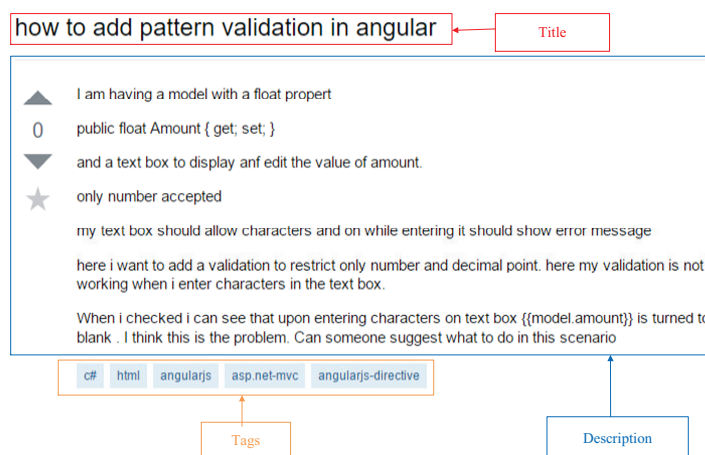 how to add pattern validation in angular
Title
I am having a model with a float propert
0
public float Amount { get; set; }
and a text box to display anf edit the value of amount.
only number accepted
my text box should allow characters and on while entering it should show error message
here i want to add a validation to restrict only number and decimal point. here my validation is not
working when i enter characters in the text box.
When i checked i can see that upon entering characters on text box {{model.amount}} is turned to
blank . I think this is the problem. Can someone suggest what to do in this scenario
c# html angularjs asp.net-mvc angularjs-directive
Tags
Description